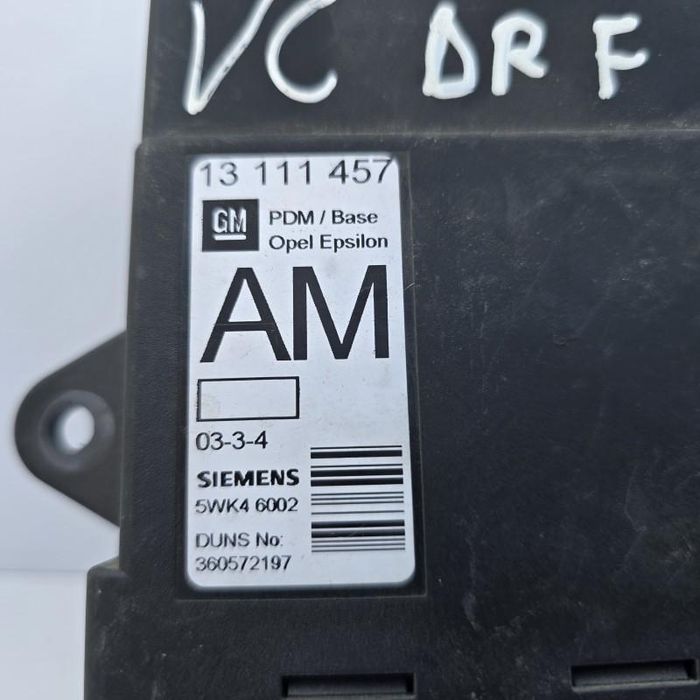 VC DRF
13 111 457
GM PDM / Base
Opel Epsilon
AM
03-3-4
SIEMENS
5WK4 6002
DUNS No:
360572197